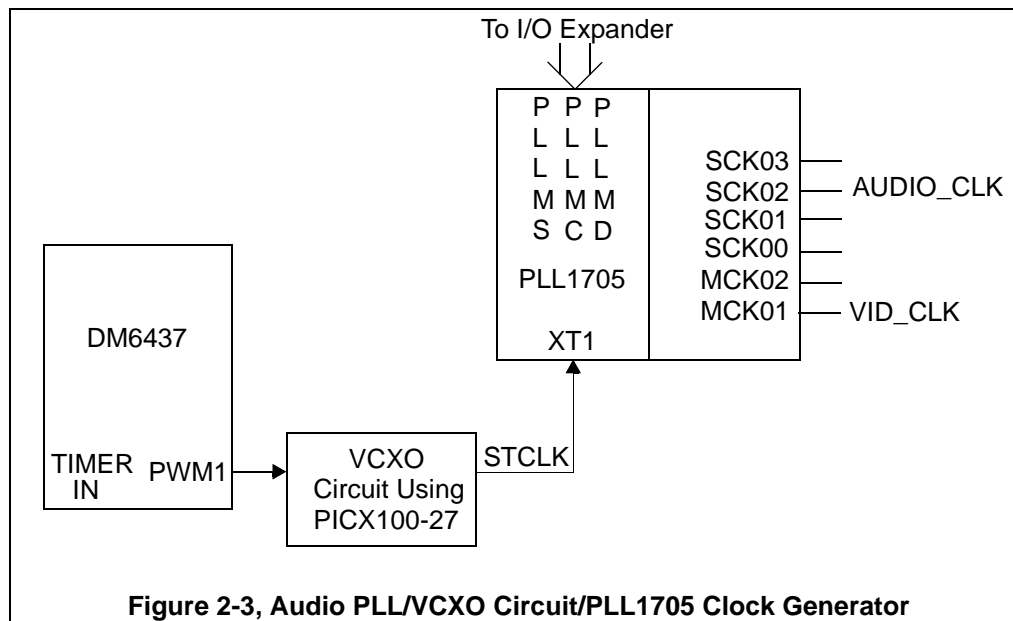 To I/O Expander
P P P
L L L
L L L
M M M
S C D
PLL1705
XT1
SCK03
SCK02
SCK01
SCK00
MCK02
MCK01
AUDIO_CLK
VID_CLK
DM6437
TIMER
IN
PWM1
VCXO
Circuit Using
PICX100-27
STCLK
Figure 2-3, Audio PLL/VCXO Circuit/PLL1705 Clock Generator